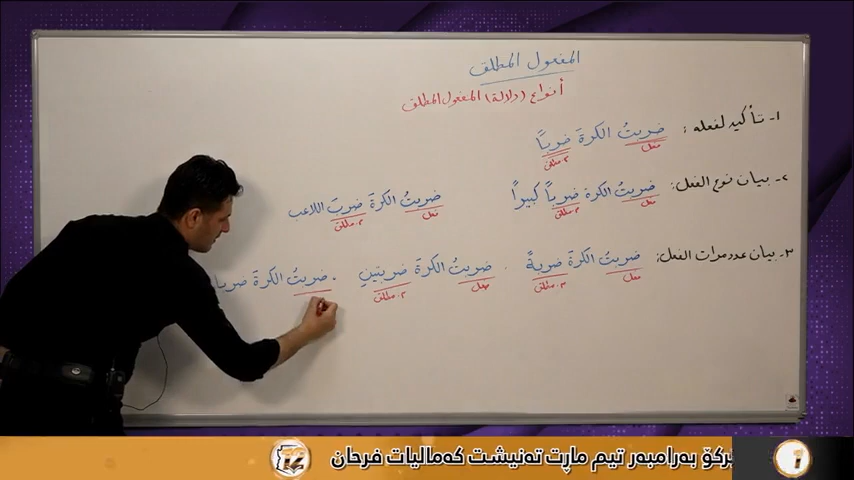 المفعول المطلق
أنواع (دلالة) المفعول المطلق
١- تأكيد لفعله : ضربتُ الكرةَ ضرباً
فعل م. مطلق
٢- بيان نوع الفعل: ضربتُ الكرة ضرباً كبيراً ضربتُ الكرةَ ضربَ اللاعب
فعل م. مطلق فعل م. مطلق
٣- بيان عدد مرات الفعل: ضربتُ الكرةَ ضربةً . ضربتُ الكرةَ ضربتينِ . ضربتُ الكرةَ
فعل م. مطلق فعل م. مطلق
بەرامبەر تیم مارت تەنیشت کەمالیات فرحان